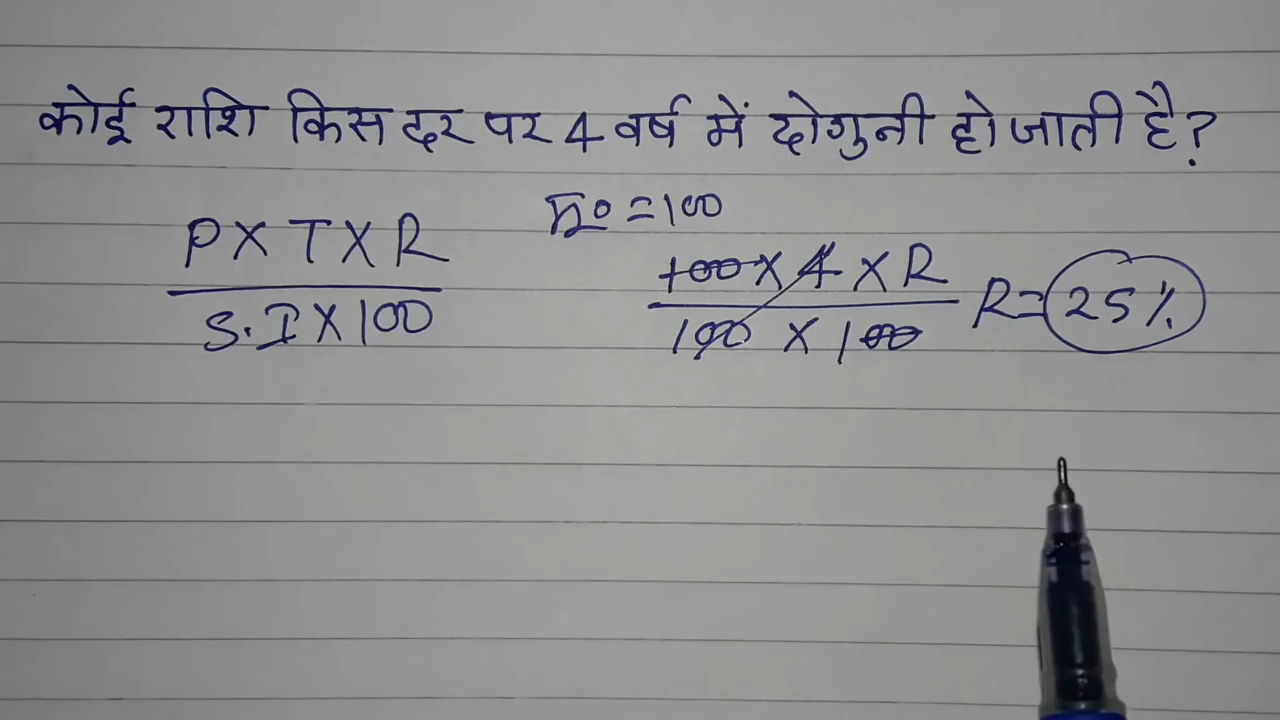 कोई राशि किस दर पर 4 वर्ष में दोगुनी हो जाती है?
मू० = 100
P X T X R
S.I X 100
100 X 4 X R
100 X 100
R = 25%